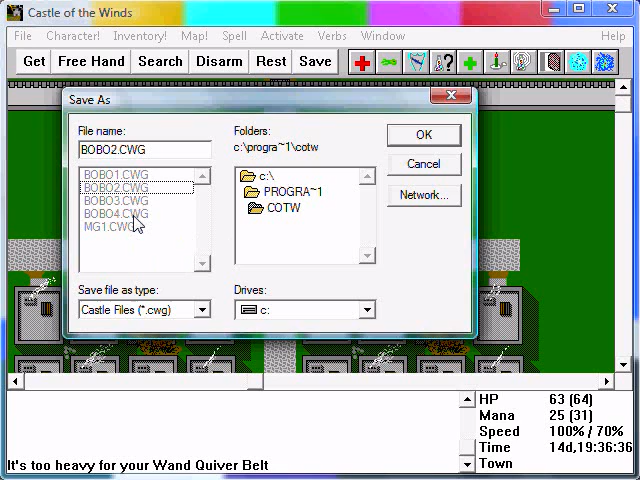 Castle of the Winds
File Character! Inventory! Map! Spell Activate Verbs Window Help
Get Free Hand Search Disarm Rest Save
Save As
File name:
BOBO2.CWG
BOBO1.CWG
BOBO2.CWG
BOBO3.CWG
BOBO4.CWG
MG1.CWG
Save file as type:
Castle Files (*.cwg)
Folders:
c:\progra~1\cotw
c:\
PROGRA~1
COTW
Drives:
c:
OK
Cancel
Network...
It's too heavy for your Wand Quiver Belt
HP 63 (64)
Mana 25 (31)
Speed 100% / 70%
Time 14d,19:36:36
Town